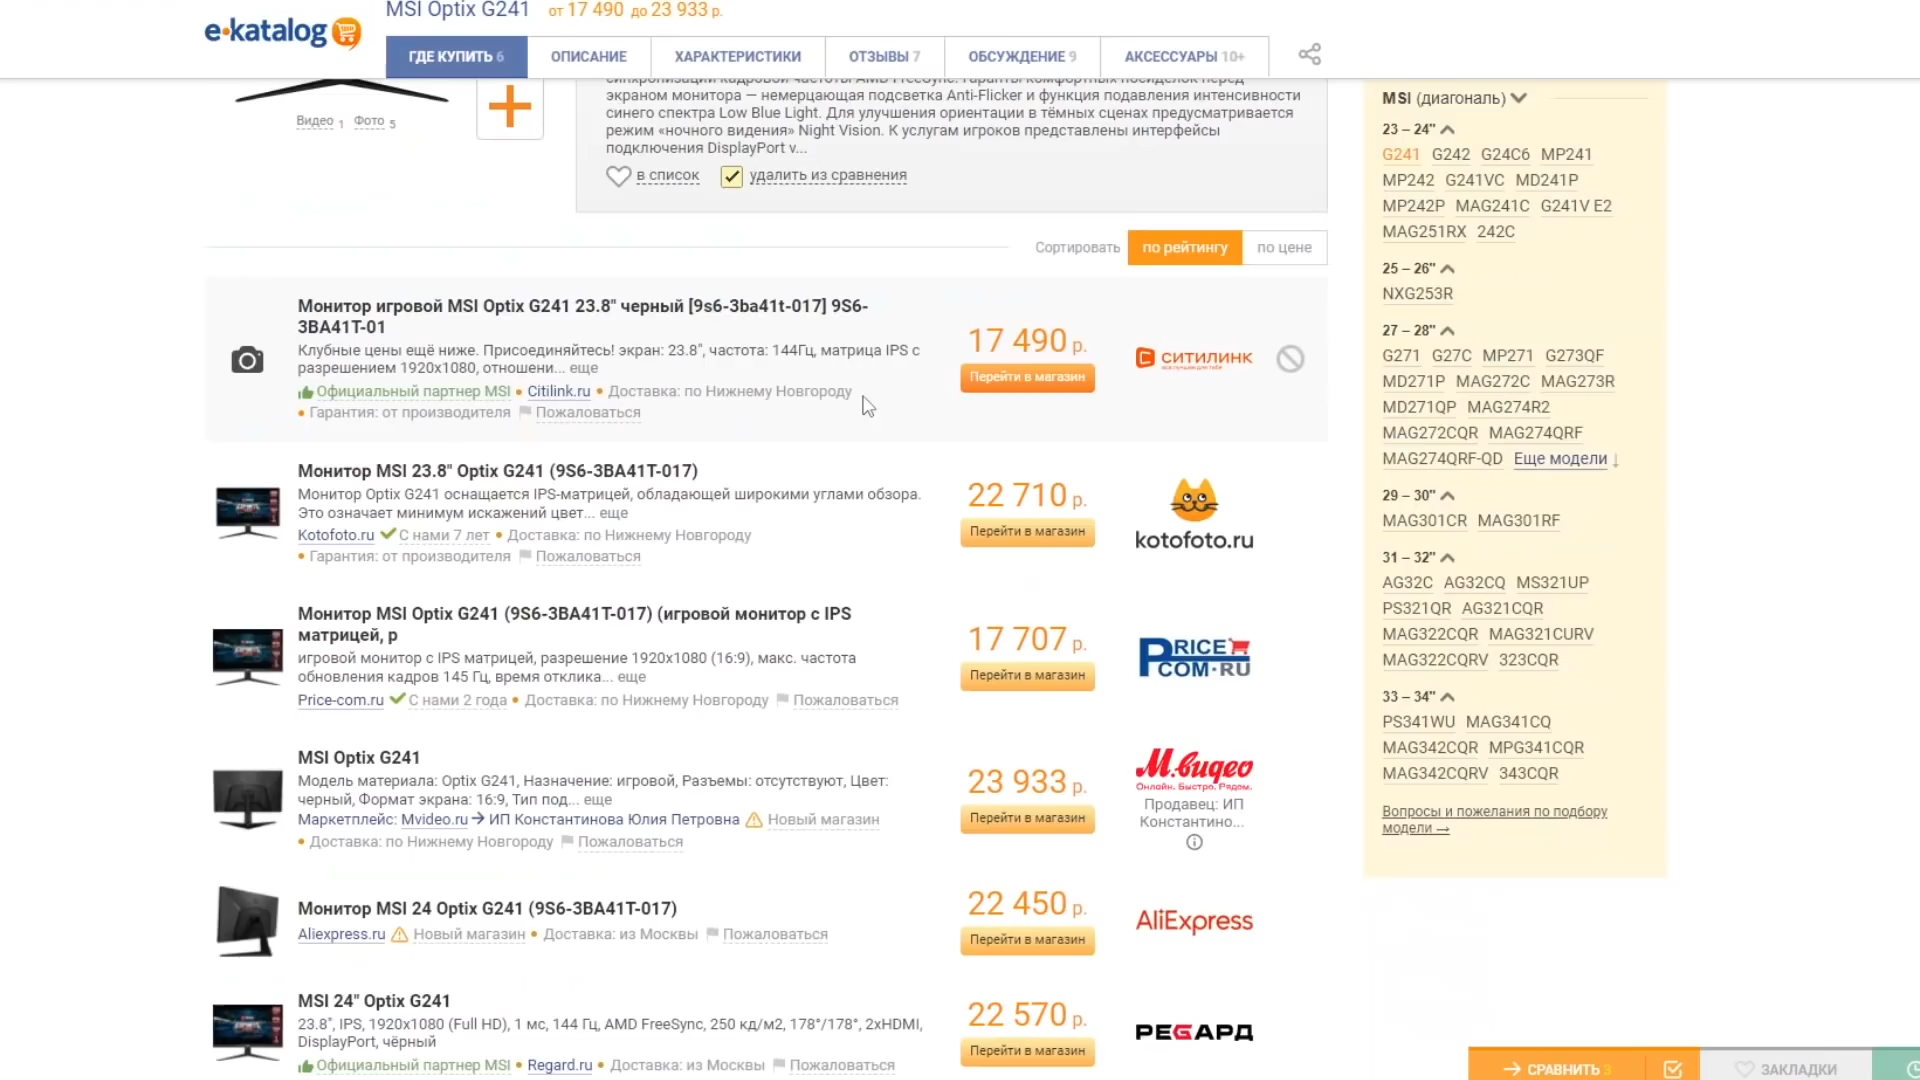 e·katalog
MSI Optix G241 от 17 490 до 23 933 р.
ГДЕ КУПИТЬ 6 ОПИСАНИЕ ХАРАКТЕРИСТИКИ ОТЗЫВЫ 7 ОБСУЖДЕНИЕ 9 АКСЕССУАРЫ 10+
синхронизации кадровой частоты AMD FreeSync. Гаранты комфортных посиделок перед
экраном монитора — немерцающая подсветка Anti-Flicker и функция подавления интенсивности
синего спектра Low Blue Light. Для улучшения ориентации в тёмных сценах предусматривается
режим «ночного видения» Night Vision. К услугам игроков представлены интерфейсы
подключения DisplayPort v...
Видео 1 Фото 5
в список удалить из сравнения
Сортировать по рейтингу по цене
Монитор игровой MSI Optix G241 23.8" черный [9s6-3ba41t-017] 9S6-
3BA41T-01
Клубные цены ещё ниже. Присоединяйтесь! экран: 23.8", частота: 144Гц, матрица IPS с
разрешением 1920x1080, отношени... еще
Официальный партнер MSI • Citilink.ru • Доставка: по Нижнему Новгороду
• Гарантия: от производителя Пожаловаться
17 490 р.
Перейти в магазин
СИТИЛИНК
Монитор MSI 23.8" Optix G241 (9S6-3BA41T-017)
Монитор Optix G241 оснащается IPS-матрицей, обладающей широкими углами обзора.
Это означает минимум искажений цвет... еще
Kotofoto.ru С нами 7 лет • Доставка: по Нижнему Новгороду
• Гарантия: от производителя Пожаловаться
22 710 р.
Перейти в магазин
kotofoto.ru
Монитор MSI Optix G241 (9S6-3BA41T-017) (игровой монитор с IPS
матрицей, р
игровой монитор с IPS матрицей, разрешение 1920x1080 (16:9), макс. частота
обновления кадров 145 Гц, время отклика... еще
Price-com.ru С нами 2 года • Доставка: по Нижнему Новгороду Пожаловаться
17 707 р.
Перейти в магазин
PRICE
COM·RU
MSI Optix G241
Модель материала: Optix G241, Назначение: игровой, Разъемы: отсутствуют, Цвет:
черный, Формат экрана: 16:9, Тип под... еще
Маркетплейс: Mvideo.ru → ИП Константинова Юлия Петровна Новый магазин
• Доставка: по Нижнему Новгороду Пожаловаться
23 933 р.
Перейти в магазин
М.видео
Онлайн. Быстро. Рядом.
Продавец: ИП
Константино...
Монитор MSI 24 Optix G241 (9S6-3BA41T-017)
Aliexpress.ru Новый магазин • Доставка: из Москвы Пожаловаться
22 450 р.
Перейти в магазин
AliExpress
MSI 24" Optix G241
23.8", IPS, 1920x1080 (Full HD), 1 мс, 144 Гц, AMD FreeSync, 250 кд/м2, 178°/178°, 2xHDMI,
DisplayPort, чёрный
Официальный партнер MSI • Regard.ru • Доставка: из Москвы Пожаловаться
22 570 р.
Перейти в магазин
РЕGАРД
MSI (диагональ)
23 – 24"
G241 G242 G24C6 MP241
MP242 G241VC MD241P
MP242P MAG241C G241V E2
MAG251RX 242C
25 – 26"
NXG253R
27 – 28"
G271 G27C MP271 G273QF
MD271P MAG272C MAG273R
MD271QP MAG274R2
MAG272CQR MAG274QRF
MAG274QRF-QD Еще модели ↓
29 – 30"
MAG301CR MAG301RF
31 – 32"
AG32C AG32CQ MS321UP
PS321QR AG321CQR
MAG322CQR MAG321CURV
MAG322CQRV 323CQR
33 – 34"
PS341WU MAG341CQ
MAG342CQR MPG341CQR
MAG342CQRV 343CQR
Вопросы и пожелания по подбору
модели →
→ СРАВНИТЬ 3 ЗАКЛАДКИ